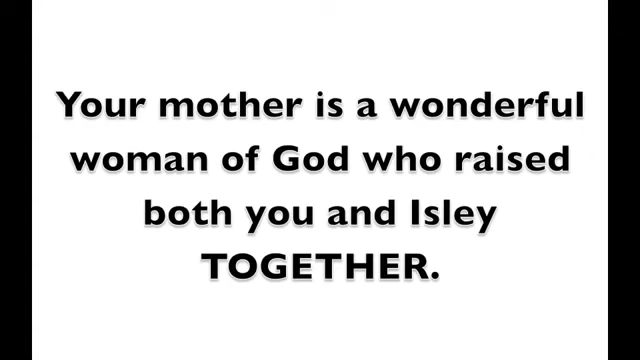 Your mother is a wonderful
woman of God who raised
both you and Isley
TOGETHER.